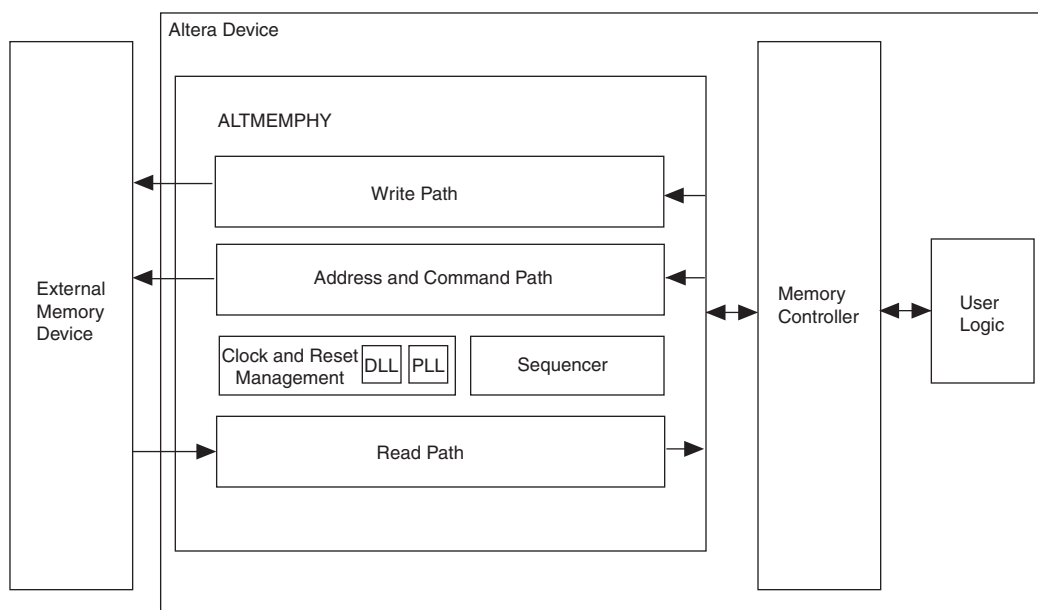 Altera Device
ALTMEMPHY
Write Path
Address and Command Path
External
Memory
Device
Clock and Reset
Management
DLL
PLL
Sequencer
Read Path
Memory
Controller
User
Logic